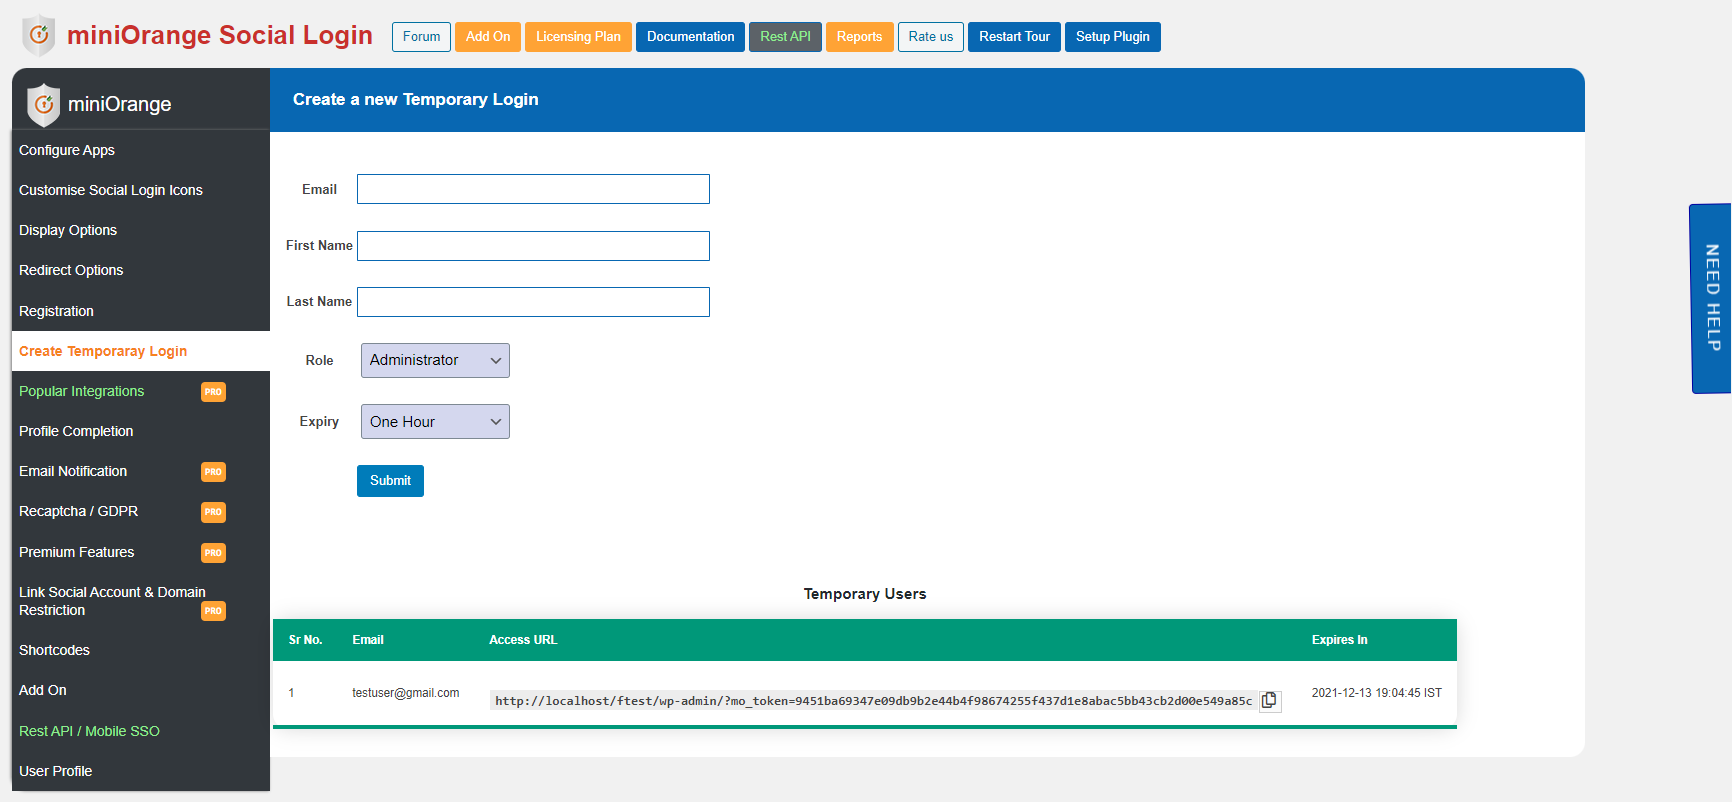 miniOrange Social Login
Forum
Add On
Licensing Plan
Documentation
Rest API
Reports
Rate us
Restart Tour
Setup Plugin
miniOrange
Configure Apps
Customise Social Login Icons
Display Options
Redirect Options
Registration
Create Temporaray Login
Popular Integrations PRO
Profile Completion
Email Notification PRO
Recaptcha / GDPR PRO
Premium Features PRO
Link Social Account & Domain
Restriction PRO
Shortcodes
Add On
Rest API / Mobile SSO
User Profile
Create a new Temporary Login
Email
First Name
Last Name
Role Administrator
Expiry One Hour
Submit
Temporary Users
Sr No. Email Access URL Expires In
1 testuser@gmail.com http://localhost/ftest/wp-admin/?mo_token=9451ba69347e09db9b2e44b4f98674255f437d1e8abac5bb43cb2d00e549a85c 2021-12-13 19:04:45 IST
NEED HELP